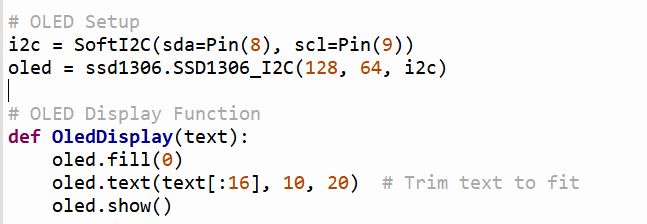 # OLED Setup
i2c = SoftI2C(sda=Pin(8), scl=Pin(9))
oled = ssd1306.SSD1306_I2C(128, 64, i2c)
# OLED Display Function
def OledDisplay(text):
    oled.fill(0)
    oled.text(text[:16], 10, 20)  # Trim text to fit
    oled.show()